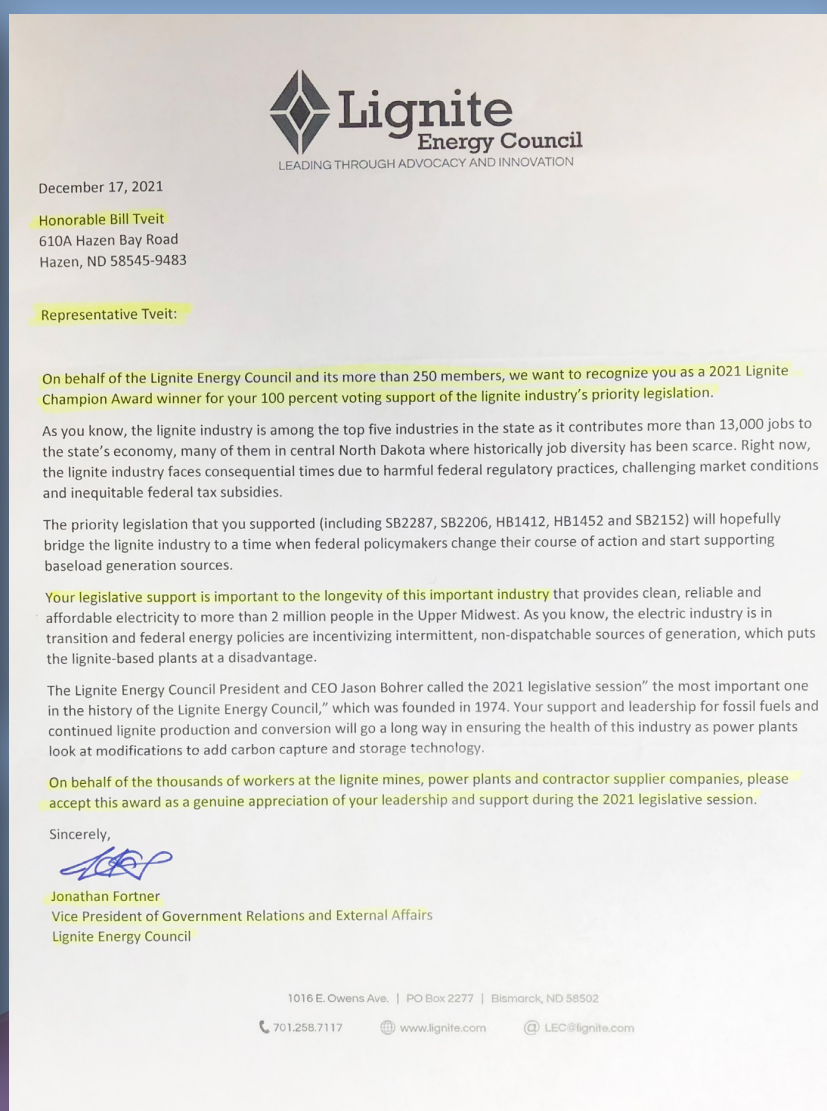 Lignite
Energy Council
LEADING THROUGH ADVOCACY AND INNOVATION
December 17, 2021
Honorable Bill Tveit
610A Hazen Bay Road
Hazen, ND 58545-9483
Representative Tveit:
On behalf of the Lignite Energy Council and its more than 250 members, we want to recognize you as a 2021 Lignite
Champion Award winner for your 100 percent voting support of the lignite industry's priority legislation.
As you know, the lignite industry is among the top five industries in the state as it contributes more than 13,000 jobs to
the state's economy, many of them in central North Dakota where historically job diversity has been scarce. Right now,
the lignite industry faces consequential times due to harmful federal regulatory practices, challenging market conditions
and inequitable federal tax subsidies.
The priority legislation that you supported (including SB2287, SB2206, HB1412, HB1452 and SB2152) will hopefully
bridge the lignite industry to a time when federal policymakers change their course of action and start supporting
baseload generation sources.
Your legislative support is important to the longevity of this important industry that provides clean, reliable and
affordable electricity to more than 2 million people in the Upper Midwest. As you know, the electric industry is in
transition and federal energy policies are incentivizing intermittent, non-dispatchable sources of generation, which puts
the lignite-based plants at a disadvantage.
The Lignite Energy Council President and CEO Jason Bohrer called the 2021 legislative session" the most important one
in the history of the Lignite Energy Council," which was founded in 1974. Your support and leadership for fossil fuels and
continued lignite production and conversion will go a long way in ensuring the health of this industry as power plants
look at modifications to add carbon capture and storage technology.
On behalf of the thousands of workers at the lignite mines, power plants and contractor supplier companies, please
accept this award as a genuine appreciation of your leadership and support during the 2021 legislative session.
Sincerely,
Jonathan Fortner
Vice President of Government Relations and External Affairs
Lignite Energy Council
1016 E. Owens Ave. | PO Box 2277 | Bismarck, ND 58502
701.258.7117 www.lignite.com @ LEC@lignite.com